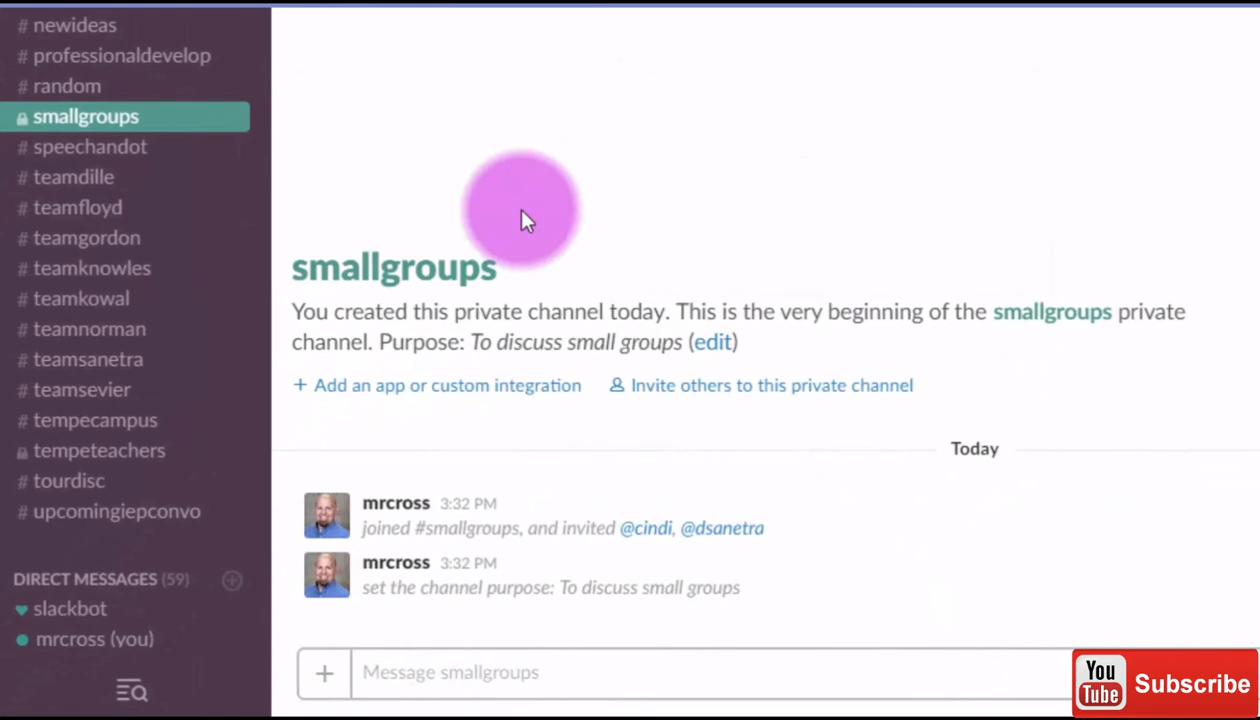 # newideas
# professionaldevelop
# random
smallgroups
# speechandot
# teamdille
# teamfloyd
# teamgordon
# teamknowles
# teamkowal
# teamnorman
# teamsanetra
# teamsevier
# tempecampus
tempeteachers
# tourdisc
# upcomingiepconvo
DIRECT MESSAGES (59)
slackbot
mrcross (you)
smallgroups
You created this private channel today. This is the very beginning of the smallgroups private
channel. Purpose: To discuss small groups (edit)
+ Add an app or custom integration Invite others to this private channel
Today
mrcross 3:32 PM
joined #smallgroups, and invited @cindi, @dsanetra
mrcross 3:32 PM
set the channel purpose: To discuss small groups
+ Message smallgroups
You
Tube
Subscribe